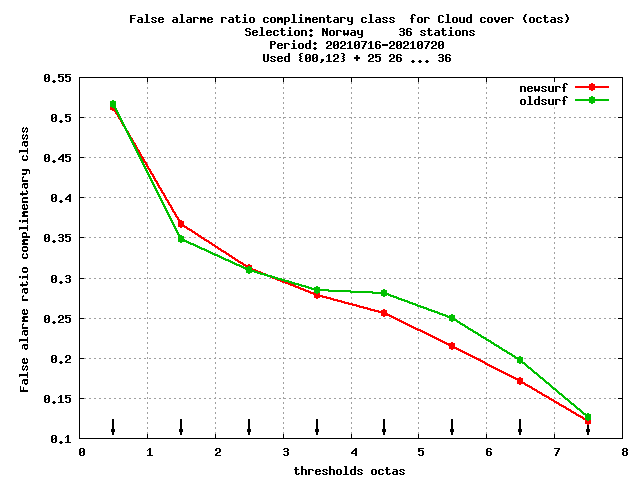 False alarme ratio complimentary class  for Cloud cover (octas)
Selection: Norway     36 stations
Period: 20210716-20210720
Used {00,12} + 25 26 ... 36
newsurf
oldsurf
False alarme ratio complimentary class
0.55
0.5
0.45
0.4
0.35
0.3
0.25
0.2
0.15
0.1
0 1 2 3 4 5 6 7 8
thresholds octas